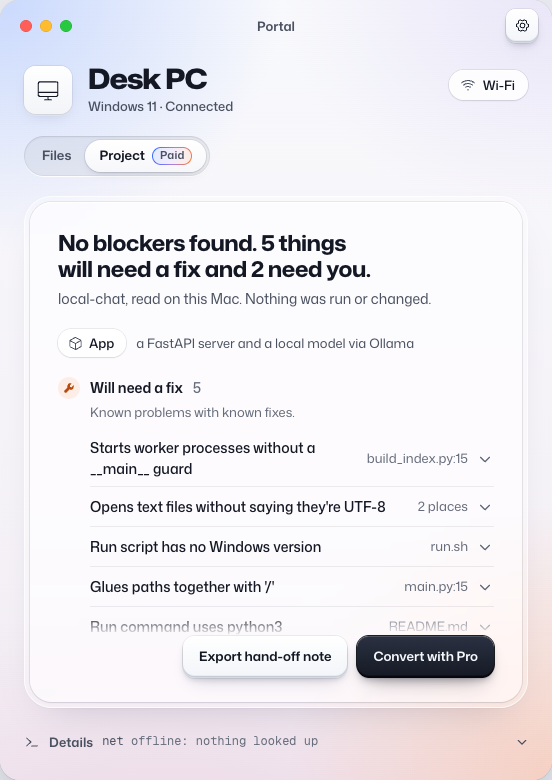 Portal
Desk PC
Windows 11 · Connected
Wi-Fi
Files
Project Paid
No blockers found. 5 things
will need a fix and 2 need you.
local-chat, read on this Mac. Nothing was run or changed.
App a FastAPI server and a local model via Ollama
Will need a fix 5
Known problems with known fixes.
Starts worker processes without a
__main__ guard
build_index.py:15
Opens text files without saying they're UTF-8 2 places
Run script has no Windows version run.sh
Glues paths together with '/' main.py:15
Run command uses python3 README.md
Export hand-off note
Convert with Pro
Details net offline: nothing looked up